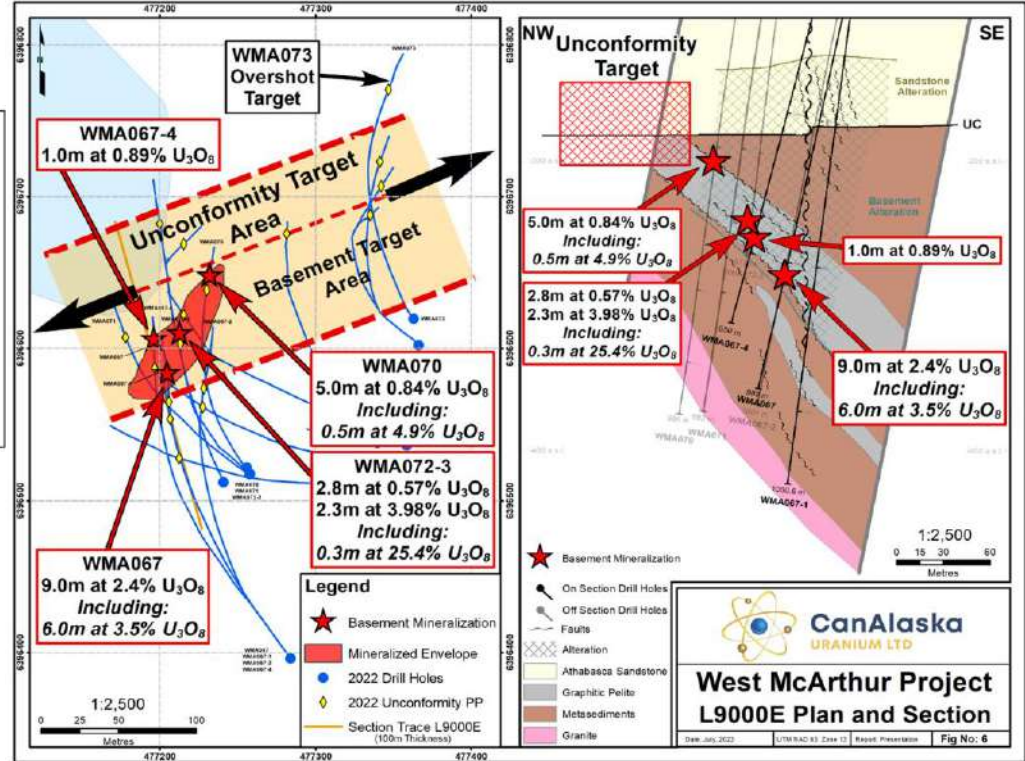 477200
477300
477400
6396800
6396700
6396600
6396500
6396400
WMA073
WMA073
Overshot
Target
WMA067-4
1.0m at 0.89% U₃O₈
Unconformity Target
Area
Basement Target
Area
WMA070
5.0m at 0.84% U₃O₈
Including:
0.5m at 4.9% U₃O₈
WMA072-3
2.8m at 0.57% U₃O₈
2.3m at 3.98% U₃O₈
Including:
0.3m at 25.4% U₃O₈
WMA067
9.0m at 2.4% U₃O₈
Including:
6.0m at 3.5% U₃O₈
1:2,500
0 25 50 100
Metres
Legend
Basement Mineralization
Mineralized Envelope
2022 Drill Holes
2022 Unconformity PP
Section Trace L9000E
(100m Thickness)
477200
477300
477400
NW
SE
Unconformity
Target
Sandstone
Alteration
UC
Basement
Alteration
5.0m at 0.84% U₃O₈
Including:
0.5m at 4.9% U₃O₈
1.0m at 0.89% U₃O₈
2.8m at 0.57% U₃O₈
2.3m at 3.98% U₃O₈
Including:
0.3m at 25.4% U₃O₈
9.0m at 2.4% U₃O₈
Including:
6.0m at 3.5% U₃O₈
WMA067-4
WMA067
WMA070
WMA071
WMA067-1
1:2,500
0 15 30 60
Metres
Basement Mineralization
On Section Drill Holes
Off Section Drill Holes
Faults
Alteration
Athabasca Sandstone
Graphitic Pelite
Metasediments
Granite
CanAlaska
URANIUM LTD
West McArthur Project
L9000E Plan and Section
Fig No: 6